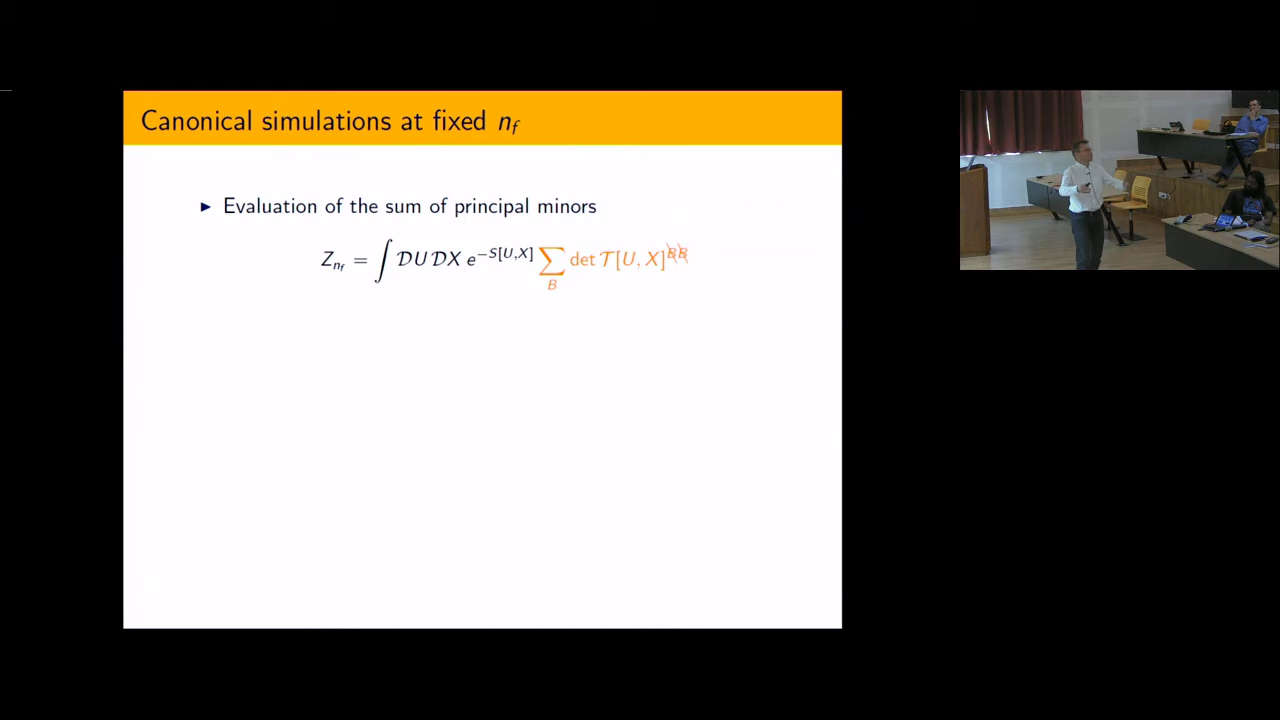 Canonical simulations at fixed n_f
▶ Evaluation of the sum of principal minors
Z_{n_f} = ∫ 𝒟U 𝒟X e^{−S[U,X]} ∑_B det 𝒯[U, X]^{B̸B̸}